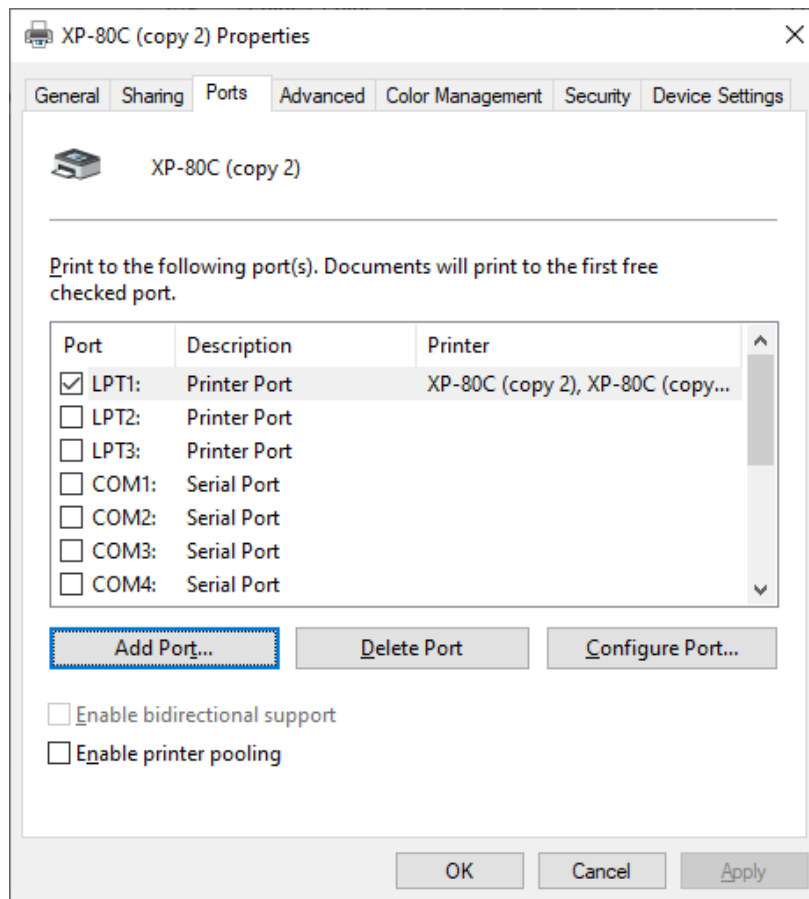 XP-80C (copy 2) Properties
General Sharing Ports Advanced Color Management Security Device Settings
XP-80C (copy 2)
Print to the following port(s). Documents will print to the first free
checked port.
Port Description Printer
LPT1: Printer Port XP-80C (copy 2), XP-80C (copy...
LPT2: Printer Port
LPT3: Printer Port
COM1: Serial Port
COM2: Serial Port
COM3: Serial Port
COM4: Serial Port
Add Port... Delete Port Configure Port...
Enable bidirectional support
Enable printer pooling
OK Cancel Apply